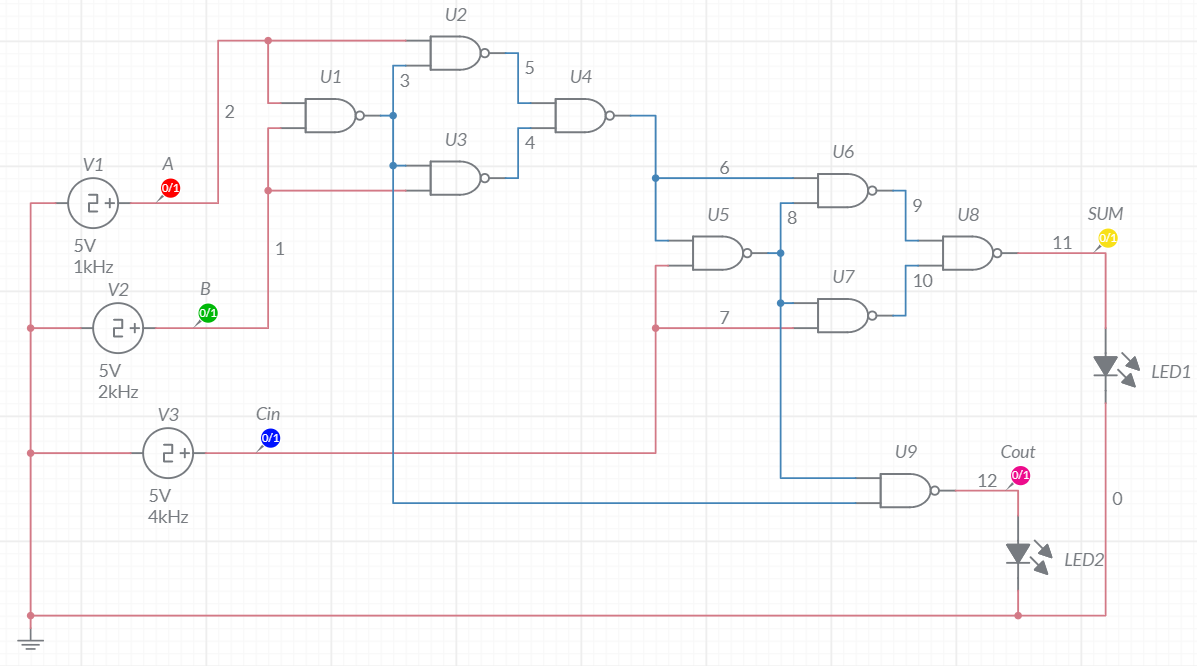 U2
5
U1
3
U4
2
U3
4
V1
A
0/1
5V
1kHz
6
U6
U5
8
9
U8
SUM
0/1
11
1
V2
B
0/1
5V
2kHz
U7
10
7
LED1
V3
Cin
0/1
5V
4kHz
U9
Cout
12
0/1
0
LED2